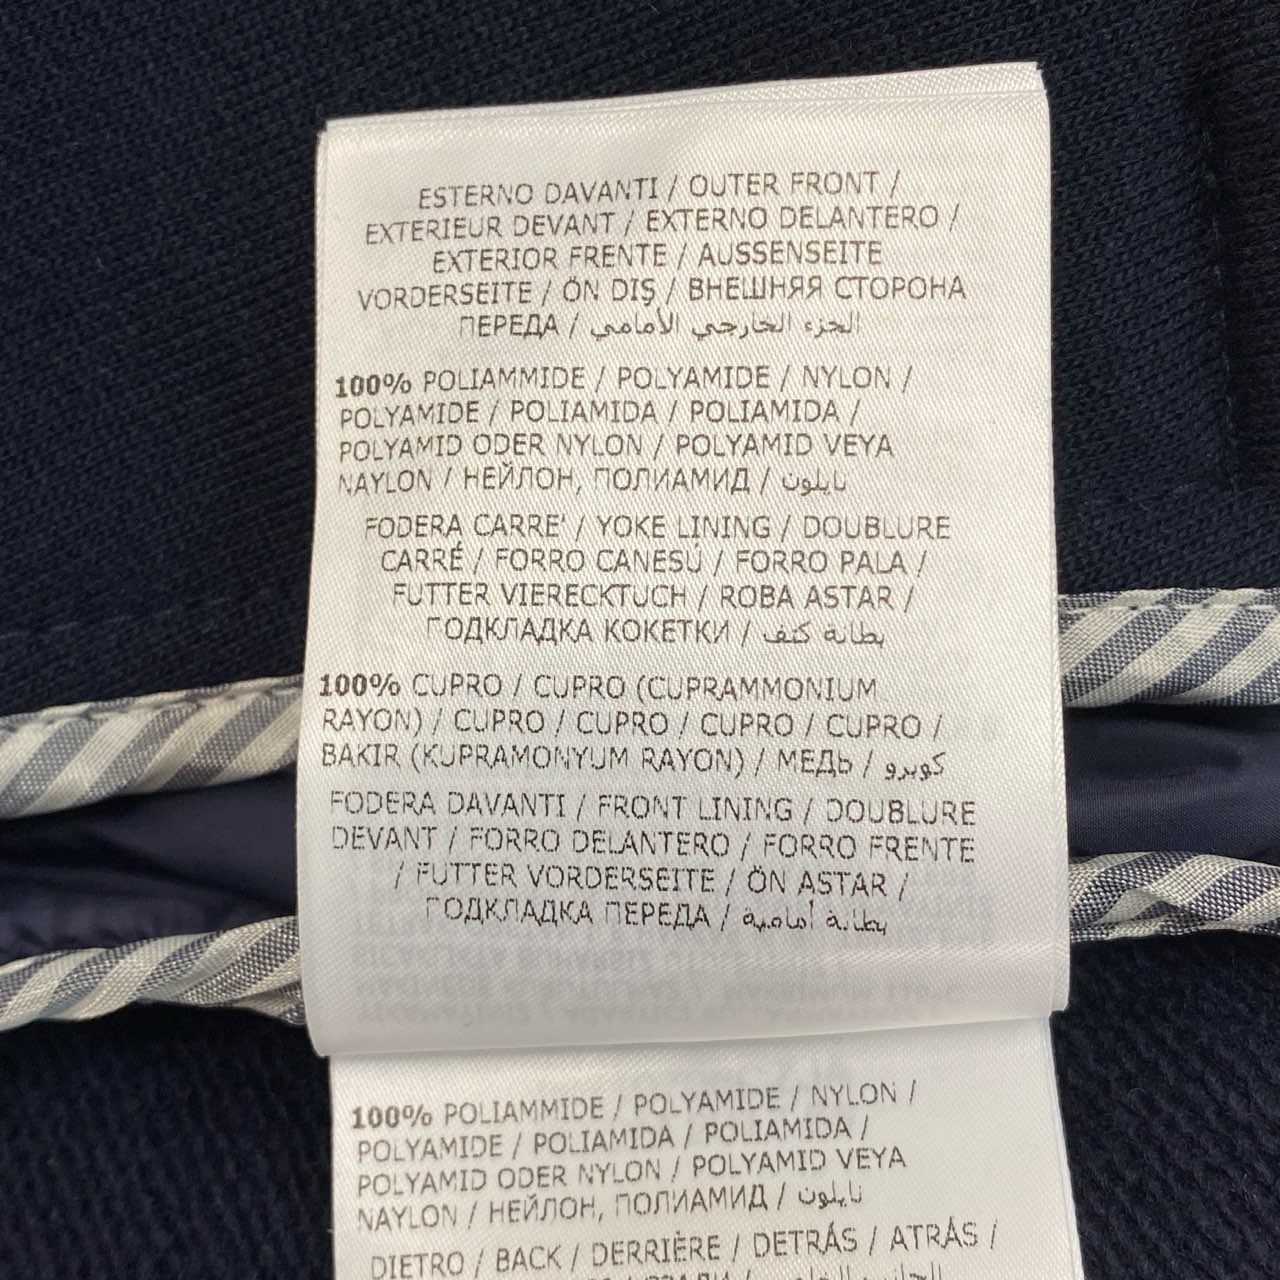 ESTERNO DAVANTI / OUTER FRONT /
EXTERIEUR DEVANT / EXTERNO DELANTERO /
EXTERIOR FRENTE / AUSSENSEITE
VORDERSEITE / ÖN DIŞ / ВНЕШНЯЯ СТОРОНА
ПЕРЕДА / الجزء الخارجي الأمامي
100% POLIAMMIDE / POLYAMIDE / NYLON /
POLYAMIDE / POLIAMIDA / POLIAMIDA /
POLYAMID ODER NYLON / POLYAMID VEYA
NAYLON / НЕЙЛОН, ПОЛИАМИД / نايلون
FODERA CARRE' / YOKE LINING / DOUBLURE
CARRÉ / FORRO CANESÚ / FORRO PALA /
FUTTER VIERECKTUCH / ROBA ASTAR /
ПОДКЛАДКА КОКЕТКИ / بطانة كتف
100% CUPRO / CUPRO (CUPRAMMONIUM
RAYON) / CUPRO / CUPRO / CUPRO / CUPRO /
BAKIR (KUPRAMONYUM RAYON) / МЕДЬ / كوبرو
FODERA DAVANTI / FRONT LINING / DOUBLURE
DEVANT / FORRO DELANTERO / FORRO FRENTE
/ FUTTER VORDERSEITE / ÖN ASTAR /
ПОДКЛАДКА ПЕРЕДА / بطانة أمامية
100% POLIAMMIDE / POLYAMIDE / NYLON /
POLYAMIDE / POLIAMIDA / POLIAMIDA /
POLYAMID ODER NYLON / POLYAMID VEYA
NAYLON / НЕЙЛОН, ПОЛИАМИД / نايلون
DIETRO / BACK / DERRIÈRE / DETRÁS / ATRÁS /